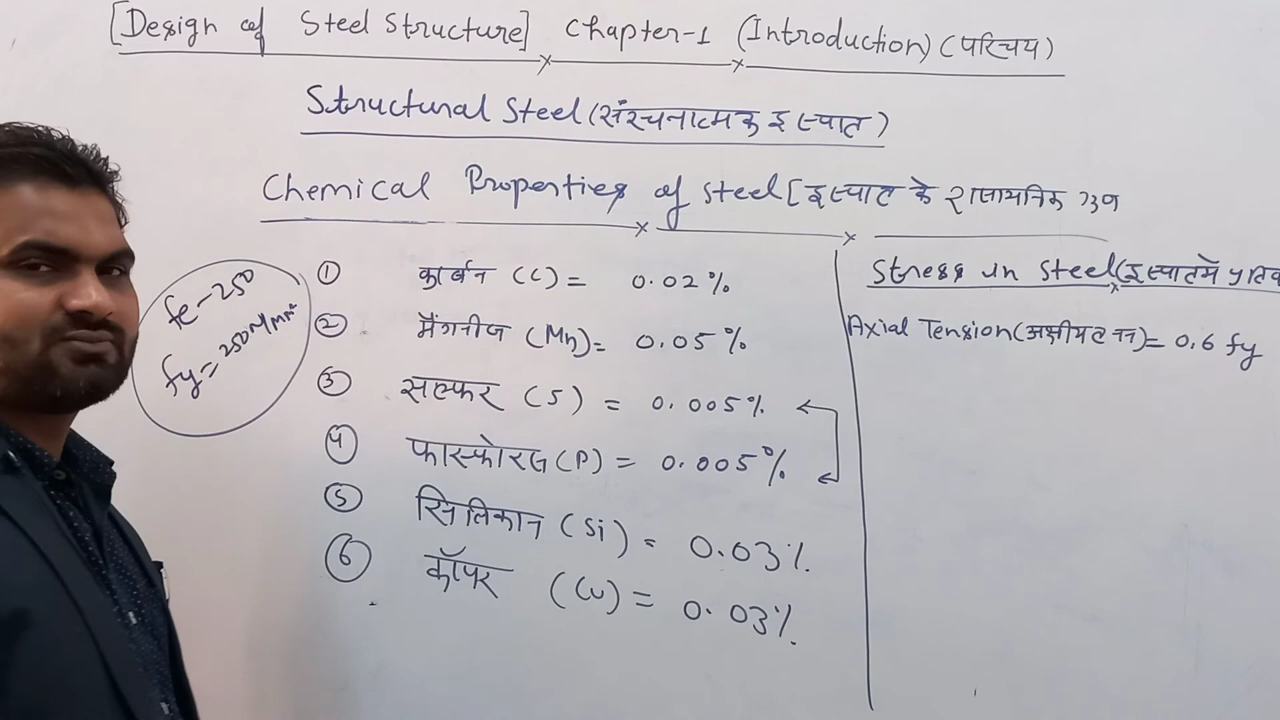 [Design of Steel Structure] Chapter-1 (Introduction) (परिचय)
Structural Steel (संरचनात्मक इस्पात)
Chemical Properties of steel [इस्पात के रासायनिक गुण
fe-250
fy=250N/mm²
① कार्बन (C) = 0.02%
② मैंगनीज (Mn)= 0.05%
③ सल्फर (S) = 0.005%
④ फास्फोरस (P) = 0.005%
⑤ सिलिकान (Si) = 0.03%
⑥ कॉपर (Cu) = 0.03%
Stress in Steel (इस्पात में
Axial Tension (अक्षीय तनन) = 0.6 fy